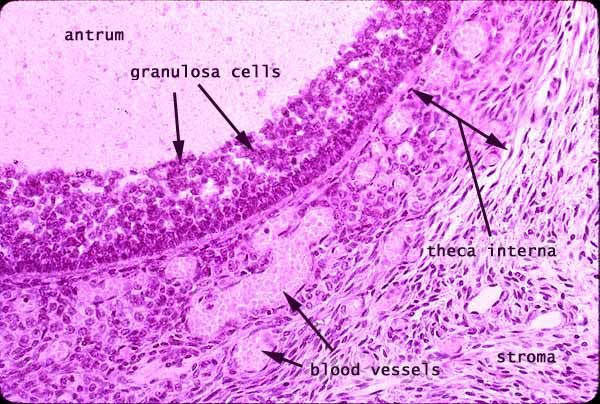 antrum
granulosa cells
theca interna
stroma
blood vessels